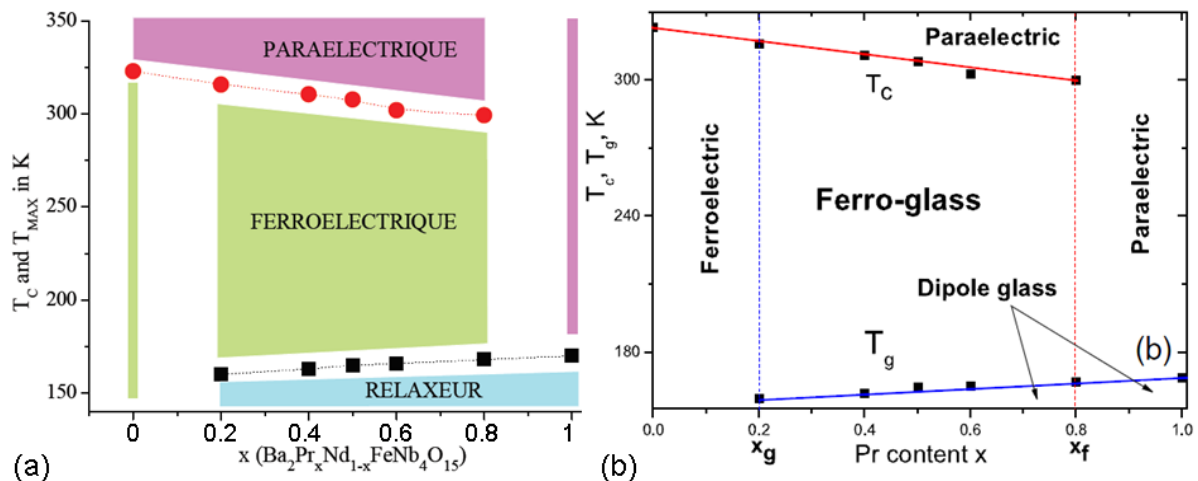 350
300
250
200
150
T_C and T_MAX in K
PARAELECTRIQUE
FERROELECTRIQUE
RELAXEUR
0 0.2 0.4 0.6 0.8 1
x (Ba₂PrₓNd₁₋ₓFeNb₄O₁₅)
(a)
T_c, T_g, K
300
240
180
Paraelectric
T_C
Ferroelectric
Ferro-glass
Paraelectric
Dipole glass
T_g
(b)
0.0 0.2 0.4 0.6 0.8 1.0
x_g Pr content x x_f
(b)